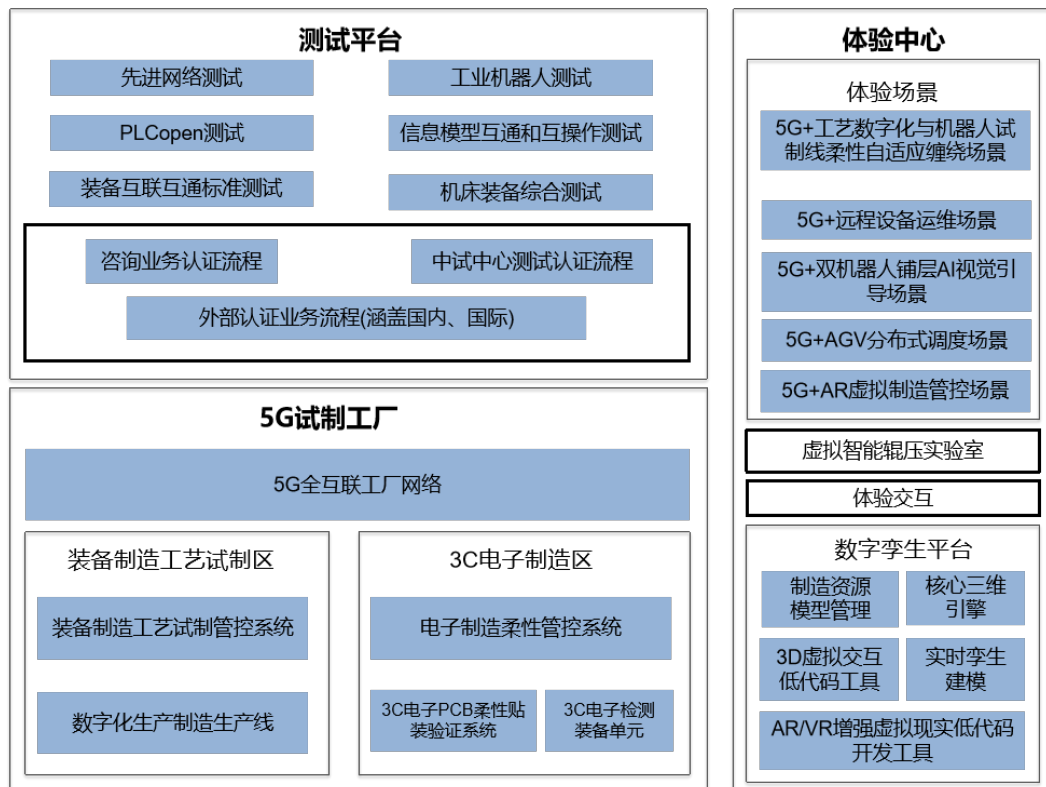 测试平台
先进网络测试
工业机器人测试
PLCopen测试
信息模型互通和互操作测试
装备互联互通标准测试
机床装备综合测试
咨询业务认证流程
中试中心测试认证流程
外部认证业务流程(涵盖国内、国际)
5G试制工厂
5G全互联工厂网络
装备制造工艺试制区
装备制造工艺试制管控系统
数字化生产制造生产线
3C电子制造区
电子制造柔性管控系统
3C电子PCB柔性贴
装验证系统
3C电子检测
装备单元
体验中心
体验场景
5G+工艺数字化与机器人试
制线柔性自适应缠绕场景
5G+远程设备运维场景
5G+双机器人铺层AI视觉引
导场景
5G+AGV分布式调度场景
5G+AR虚拟制造管控场景
虚拟智能辊压实验室
体验交互
数字孪生平台
制造资源
模型管理
核心三维
引擎
3D虚拟交互
低代码工具
实时孪生
建模
AR/VR增强虚拟现实低代码
开发工具